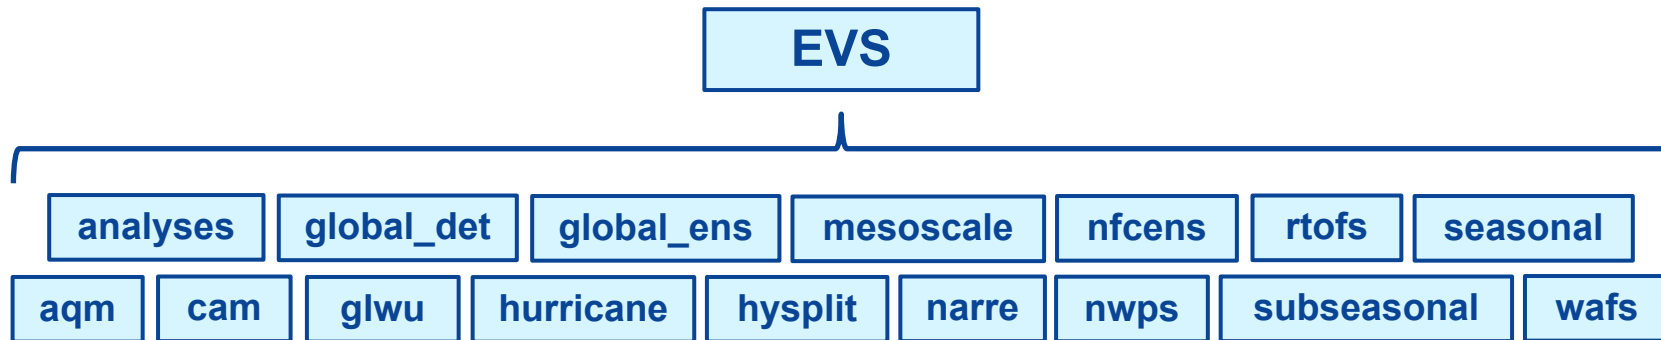 EVS
analyses global_det global_ens mesoscale nfcens rtofs seasonal
aqm cam glwu hurricane hysplit narre nwps subseasonal wafs